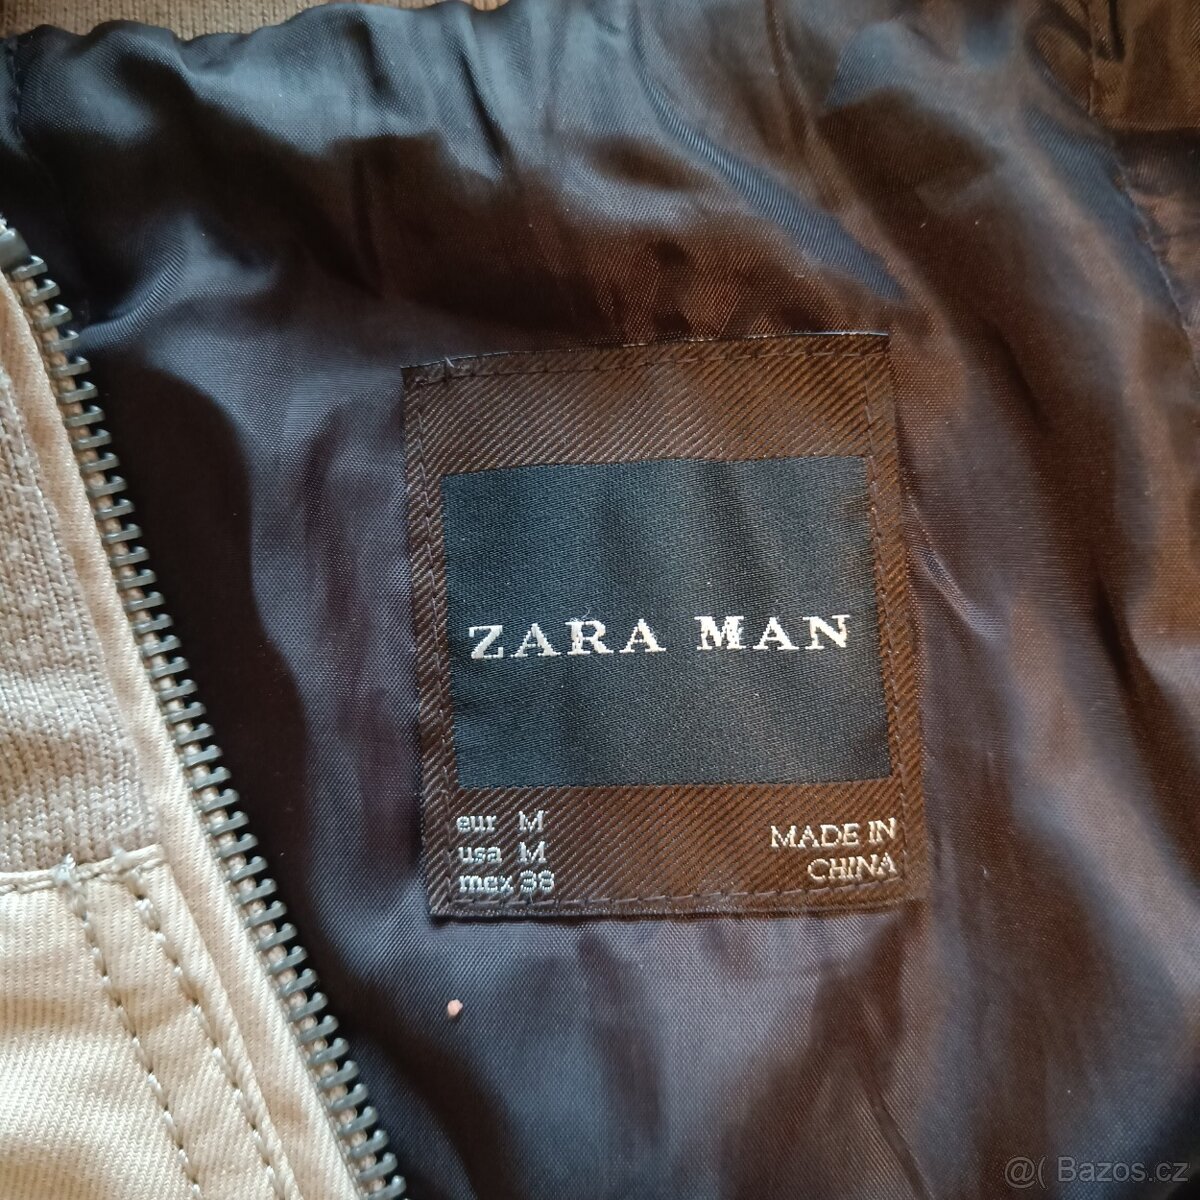 ZARA MAN
eur M
usa M
mex 38
MADE IN
CHINA
@( Bazos.cz